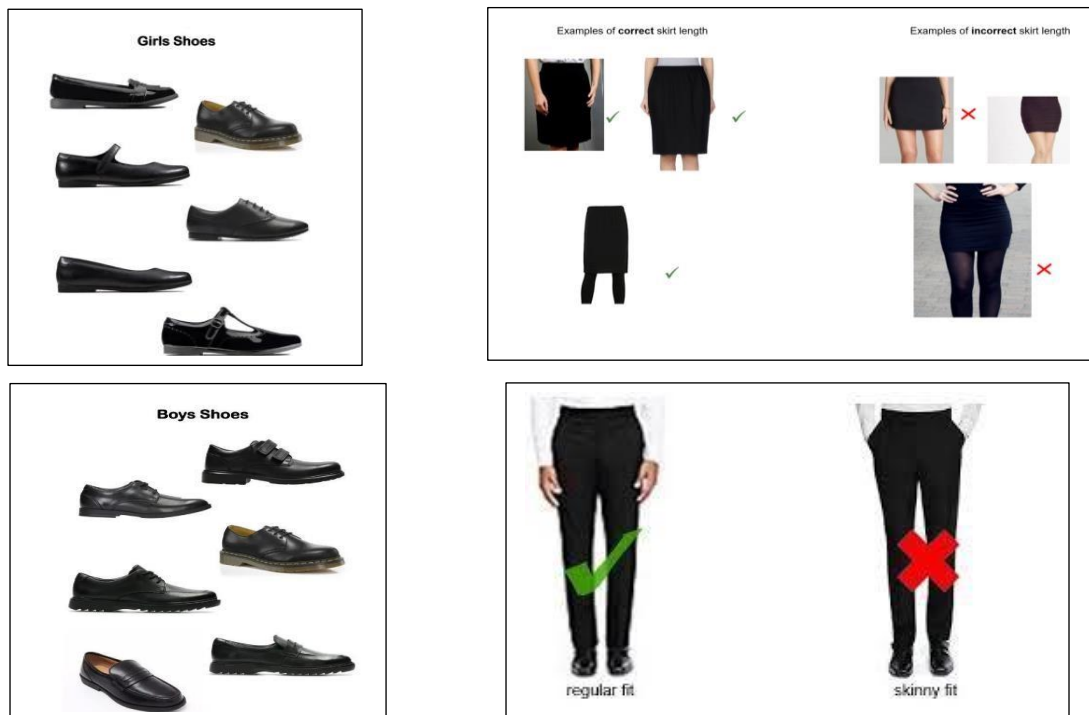 Girls Shoes
Examples of correct skirt length
Examples of incorrect skirt length
Boys Shoes
regular fit
skinny fit